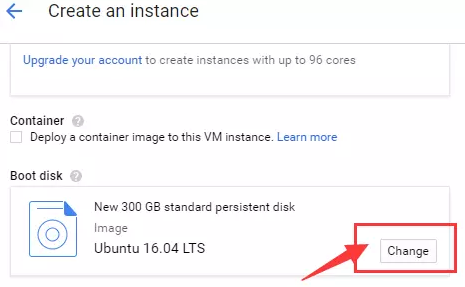 Create an instance
Upgrade your account to create instances with up to 96 cores
Container ?
Deploy a container image to this VM instance. Learn more
Boot disk ?
New 300 GB standard persistent disk
Image
Ubuntu 16.04 LTS
Change